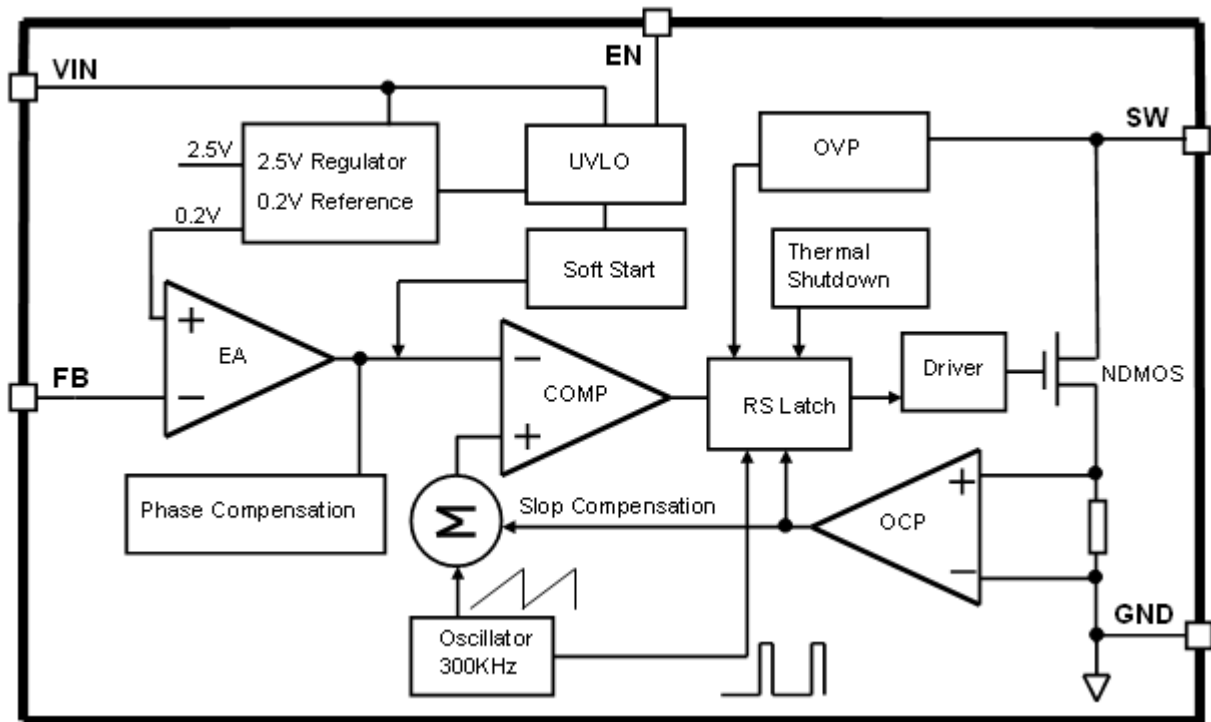 EN
VIN
SW
2.5V
2.5V Regulator
0.2V Reference
UVLO
OVP
0.2V
Soft Start
Thermal
Shutdown
+
EA
−
FB
−
COMP
+
RS Latch
Driver
NDMOS
Phase Compensation
Σ
Slop Compensation
+
OCP
−
GND
Oscillator
300KHz